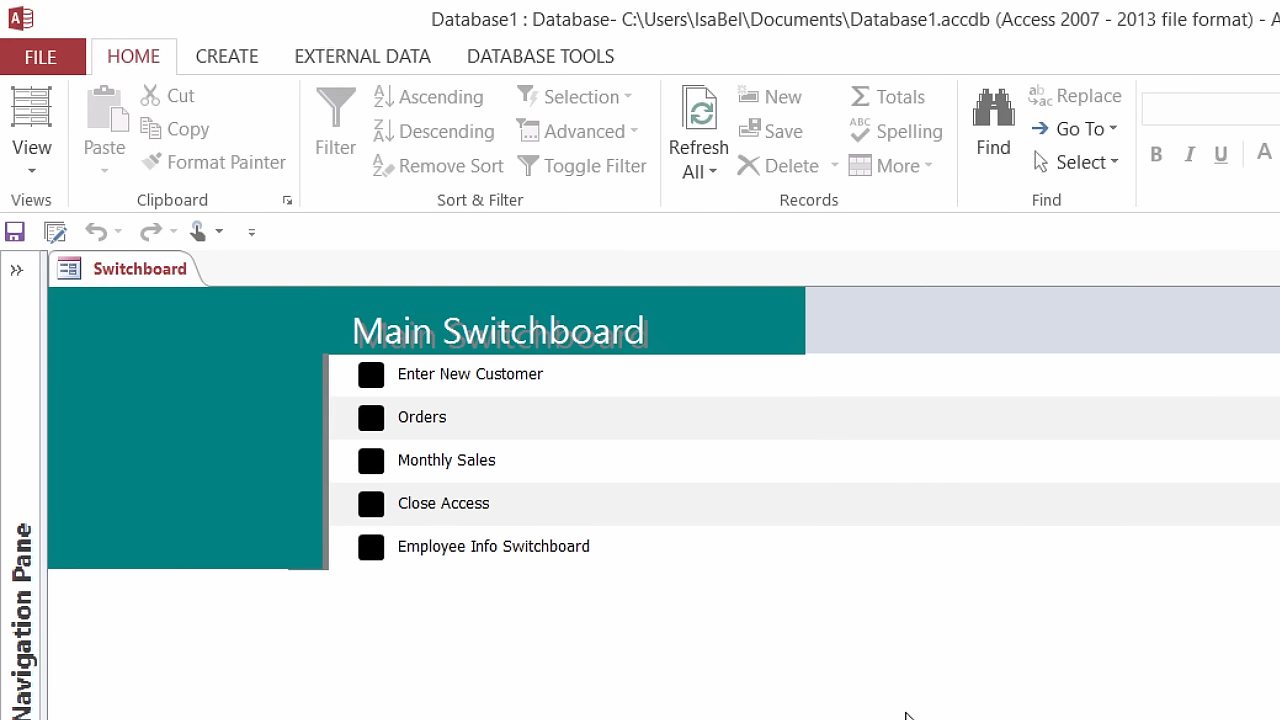 Database1 : Database- C:\Users\IsaBel\Documents\Database1.accdb (Access 2007 - 2013 file format) - A
FILE HOME CREATE EXTERNAL DATA DATABASE TOOLS
View
Views
Paste
Cut
Copy
Format Painter
Clipboard
Filter
Ascending
Descending
Remove Sort
Selection
Advanced
Toggle Filter
Sort & Filter
Refresh
All
New
Save
Delete
Totals
Spelling
More
Records
Find
Replace
Go To
Select
Find
B I U A
Switchboard
Main Switchboard
Enter New Customer
Orders
Monthly Sales
Close Access
Employee Info Switchboard
Navigation Pane